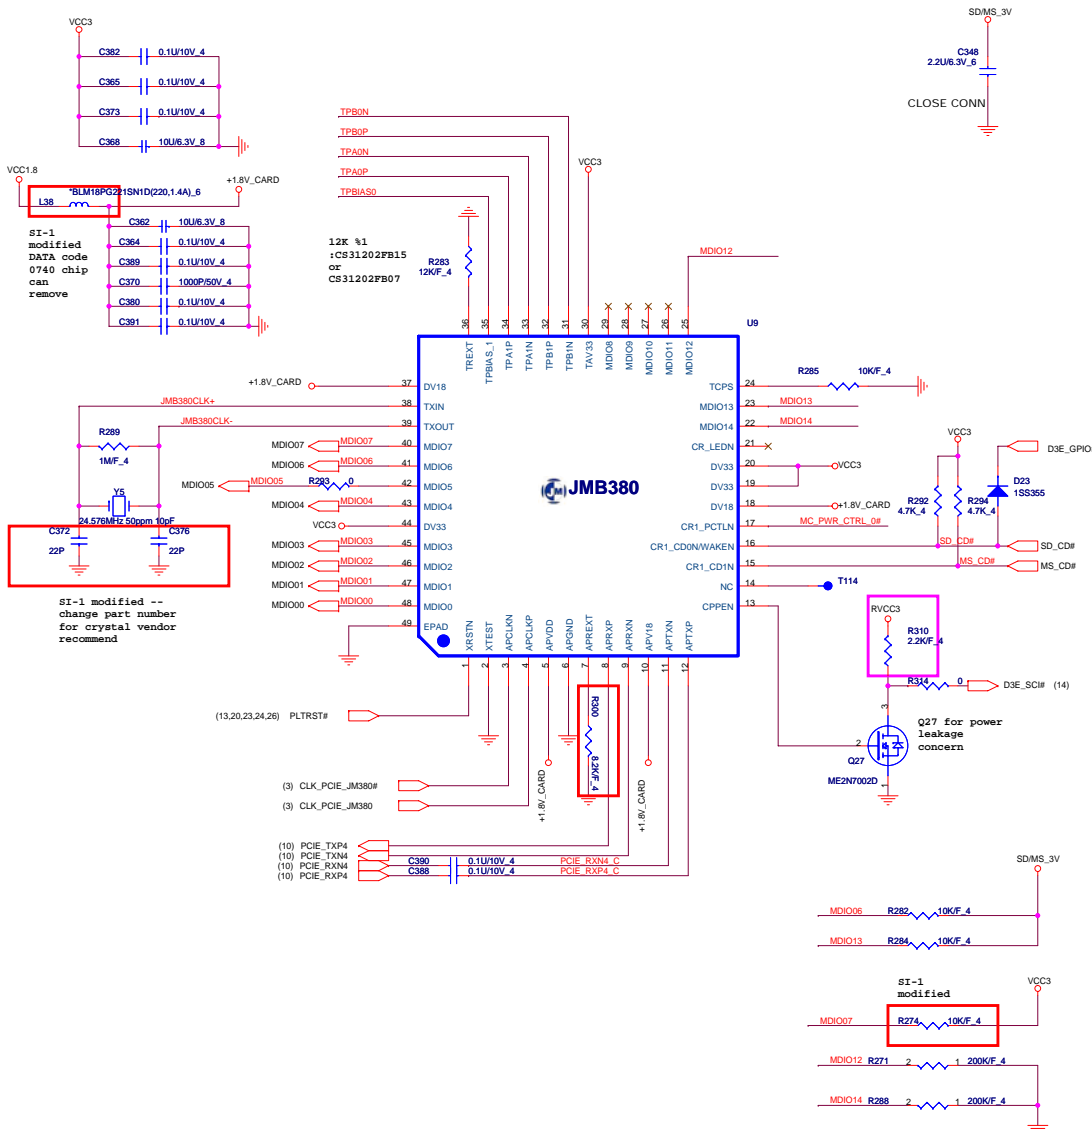 VCC3
C382 0.1U/10V_4
C365 0.1U/10V_4
C373 0.1U/10V_4
C368 10U/6.3V_8
VCC1.8
+1.8V_CARD
*BLM18PG221SN1D(220,1.4A)_6
L38
SI-1
modified
DATA code
0740 chip
can
remove
C362 10U/6.3V_8
C364 0.1U/10V_4
C389 0.1U/10V_4
C370 1000P/50V_4
C380 0.1U/10V_4
C391 0.1U/10V_4
SD/MS_3V
C348
2.2U/6.3V_6
CLOSE CONN
TPB0N
TPB0P
TPA0N
TPA0P
TPBIAS0
VCC3
12K %1
:CS31202FB15
or
CS31202FB07
R283
12K/F_4
MDIO12
U9
36 35 34 33 32 31 30 29 28 27 26 25
TREXT
TPBIAS_1
TPA1P
TPA1N
TPB1P
TPB1N
TAV33
MDIO8
MDIO9
MDIO10
MDIO11
MDIO12
+1.8V_CARD 37 DV18
JMB380CLK+ 38 TXIN
JMB380CLK- 39 TXOUT
MDIO07 MDIO07 40 MDIO7
MDIO06 MDIO06 41 MDIO6
MDIO05 MDIO05 R293 0 42 MDIO5
MDIO04 MDIO04 43 MDIO4
VCC3 44 DV33
MDIO03 MDIO03 45 MDIO3
MDIO02 MDIO02 46 MDIO2
MDIO01 MDIO01 47 MDIO1
MDIO00 MDIO00 48 MDIO0
49 EPAD
R289
1M/F_4
Y5
24.576MHz 50ppm 10pF
C372
22P
C376
22P
SI-1 modified --
change part number
for crystal vendor
recommend
JM JMB380
TCPS 24 R285 10K/F_4
MDIO13 23 MDIO13
MDIO14 22 MDIO14
CR_LEDN 21
DV33 20 VCC3
DV33 19
DV18 18 +1.8V_CARD
CR1_PCTLN 17 MC_PWR_CTRL_0#
CR1_CD0N/WAKEN 16 SD_CD# SD_CD#
CR1_CD1N 15 MS_CD# MS_CD#
NC 14 T114
CPPEN 13
VCC3
R292
4.7K_4
R294
4.7K_4
D23
1SS355
D3E_GPIO
RVCC3
R310
2.2K/F_4
R314 0 D3E_SCI# (14)
3
2
1
Q27
ME2N7002D
Q27 for power
leakage
concern
XRSTN
XTEST
APCLKN
APCLKP
APVDD
APGND
APREXT
APRXP
APRXN
APV18
APTXN
APTXP
1 2 3 4 5 6 7 8 9 10 11 12
R300
8.2K/F_4
+1.8V_CARD
+1.8V_CARD
(13,20,23,24,26) PLTRST#
(3) CLK_PCIE_JM380#
(3) CLK_PCIE_JM380
(10) PCIE_TXP4
(10) PCIE_TXN4
(10) PCIE_RXN4 C390 0.1U/10V_4 PCIE_RXN4_C
(10) PCIE_RXP4 C388 0.1U/10V_4 PCIE_RXP4_C
SD/MS_3V
MDIO06 R282 10K/F_4
MDIO13 R284 10K/F_4
SI-1
modified
VCC3
MDIO07 R274 10K/F_4
MDIO12 R271 2 1 200K/F_4
MDIO14 R288 2 1 200K/F_4